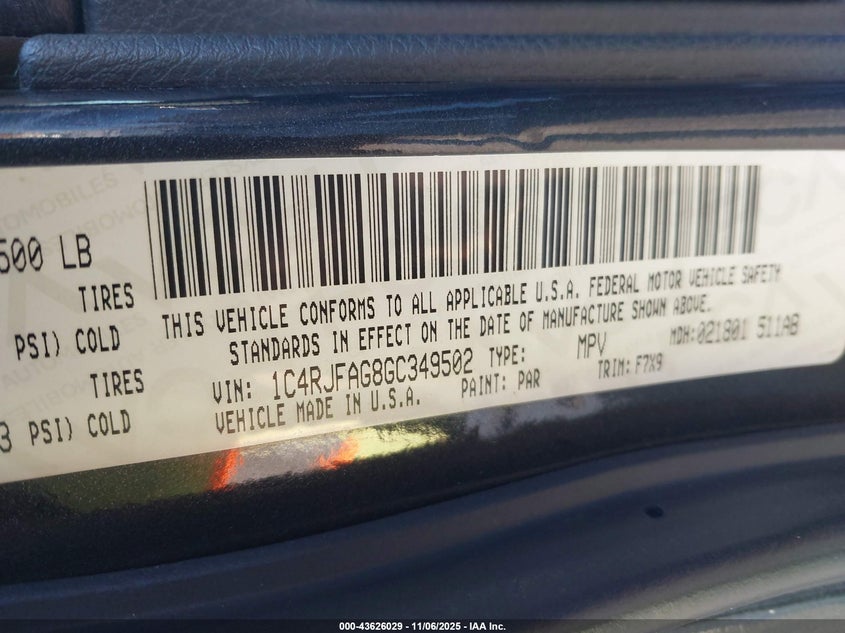 500 LB
TIRES
PSI) COLD
TIRES
3 PSI) COLD
THIS VEHICLE CONFORMS TO ALL APPLICABLE U.S.A. FEDERAL MOTOR VEHICLE SAFETY
STANDARDS IN EFFECT ON THE DATE OF MANUFACTURE SHOWN ABOVE.
VIN: 1C4RJFAG8GC349502 TYPE: MPV MDH:021801 511AB
VEHICLE MADE IN U.S.A. PAINT: PAR TRIM: F7X9
000-43626029 - 11/06/2025 - IAA Inc.